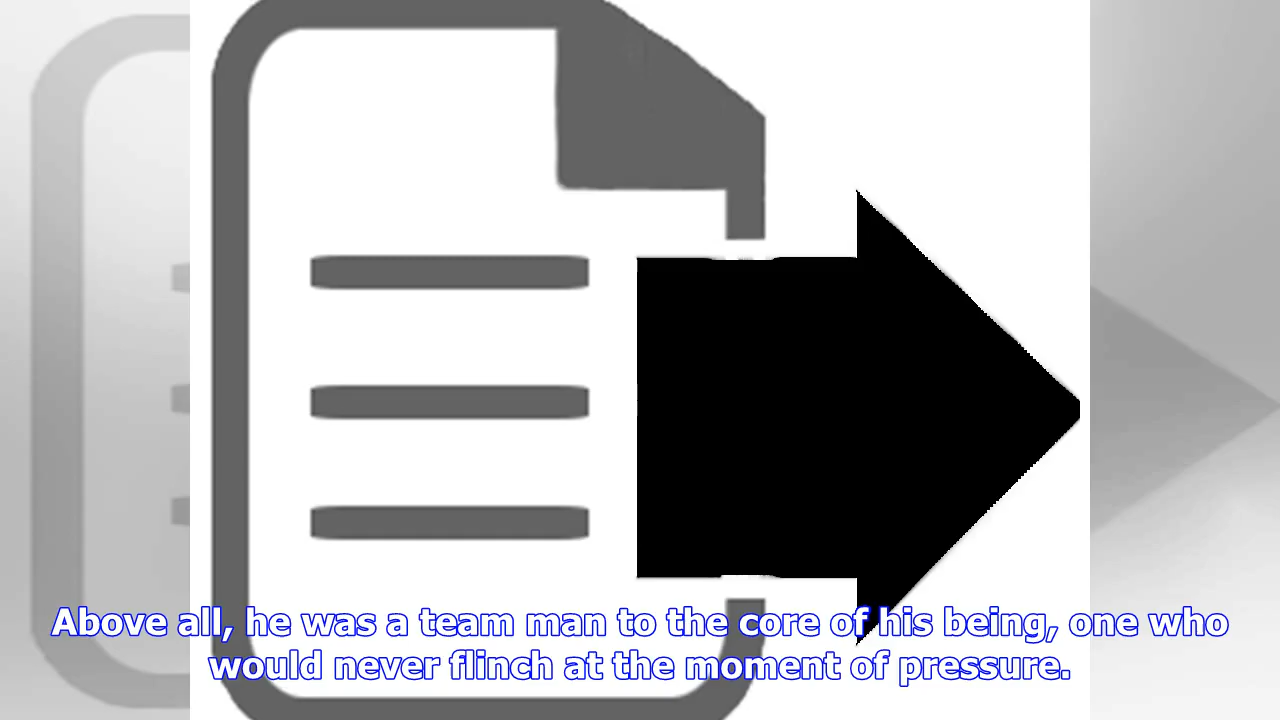 Above all, he was a team man to the core of his being, one who
would never flinch at the moment of pressure.